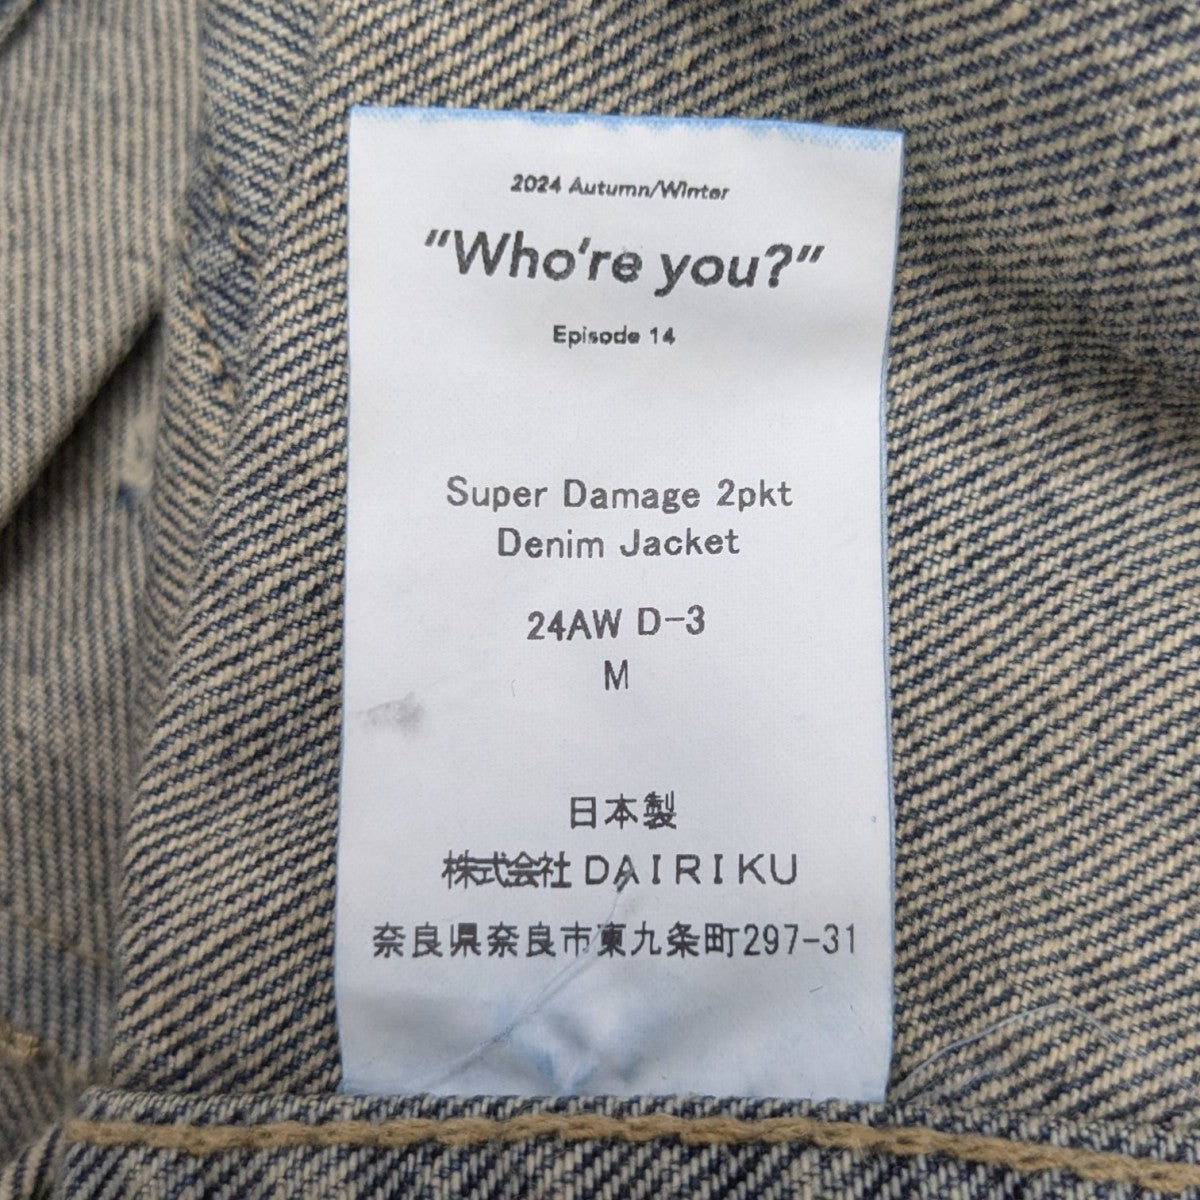 2024 Autumn/Winter
"Who're you?"
Episode 14
Super Damage 2pkt
Denim Jacket
24AW D-3
M
日本製
株式会社 DAIRIKU
奈良県奈良市東九条町297-31